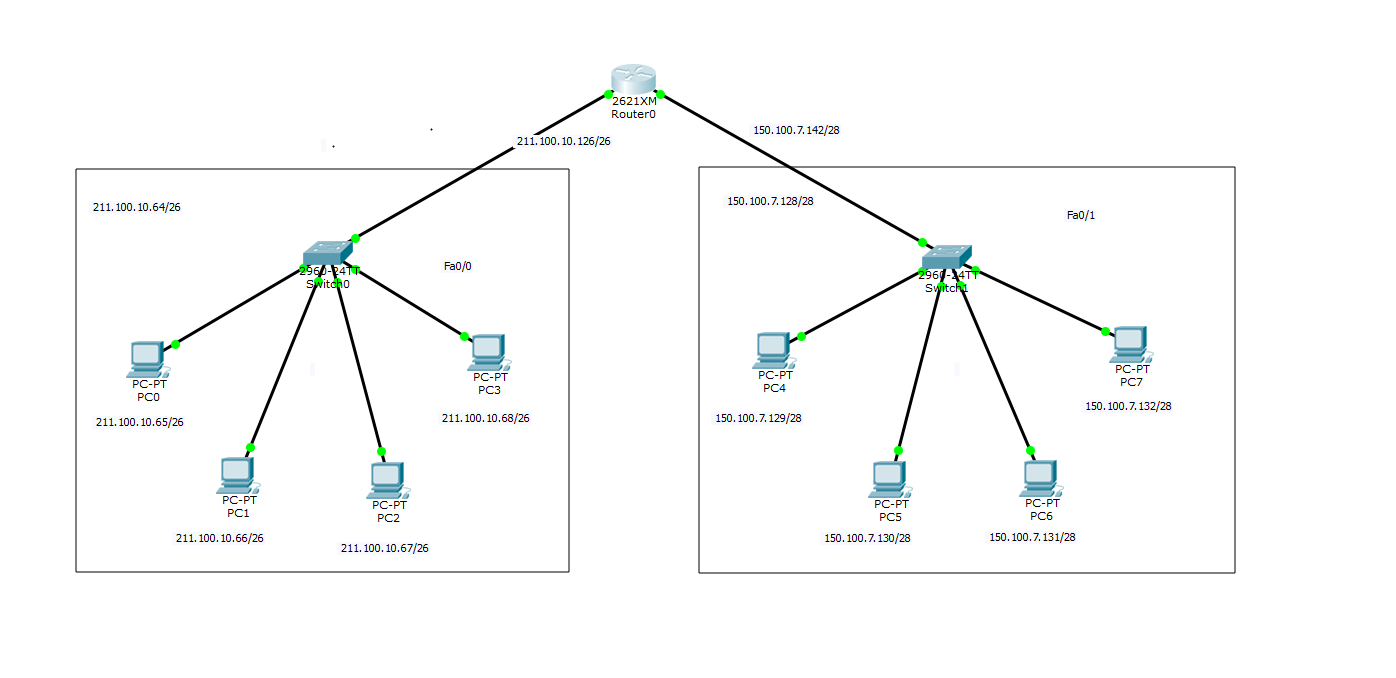 2621XM
Router0
211.100.10.126/26
150.100.7.142/28
211.100.10.64/26
Fa0/0
2960-24TT
Switch0
PC-PT
PC0
211.100.10.65/26
PC-PT
PC1
211.100.10.66/26
PC-PT
PC2
211.100.10.67/26
PC-PT
PC3
211.100.10.68/26
150.100.7.128/28
Fa0/1
2960-24TT
Switch1
PC-PT
PC4
150.100.7.129/28
PC-PT
PC5
150.100.7.130/28
PC-PT
PC6
150.100.7.131/28
PC-PT
PC7
150.100.7.132/28